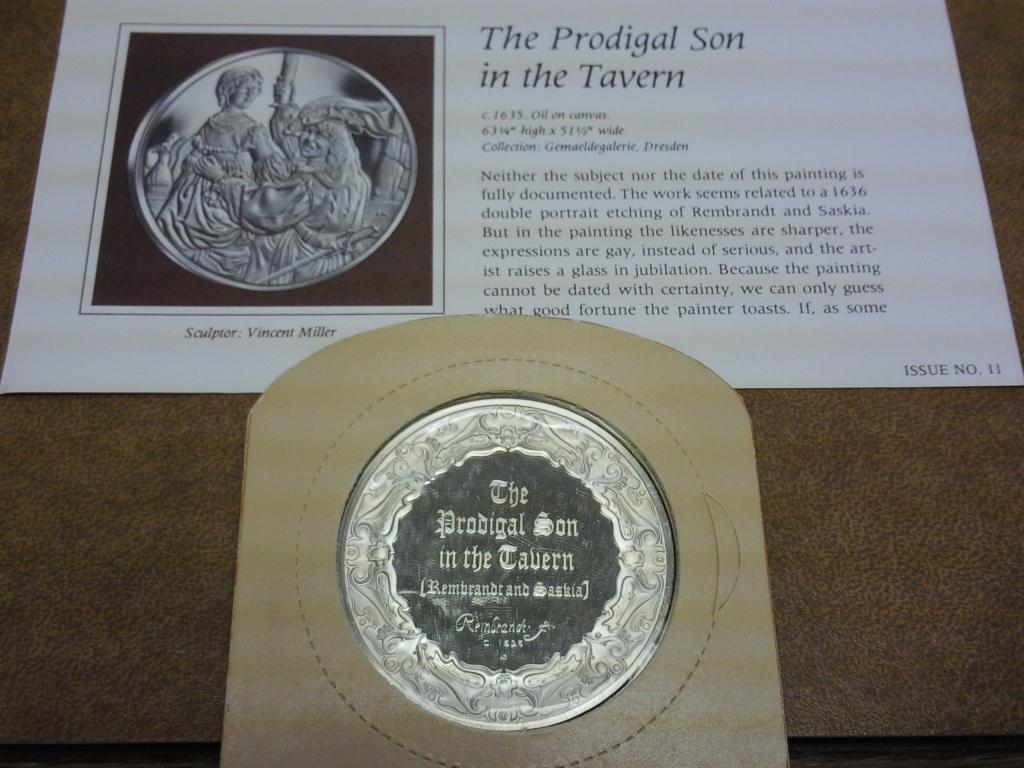 The Prodigal Son
in the Tavern
c. 1635. Oil on canvas.
63¼" high x 51½" wide
Collection: Gemaeldegalerie, Dresden
Neither the subject nor the date of this painting is
fully documented. The work seems related to a 1636
double portrait etching of Rembrandt and Saskia.
But in the painting the likenesses are sharper, the
expressions are gay, instead of serious, and the art-
ist raises a glass in jubilation. Because the painting
cannot be dated with certainty, we can only guess
what good fortune the painter toasts. If, as some
Sculptor: Vincent Miller
ISSUE NO. 11
The
Prodigal Son
in the Tavern
[Rembrandt and Saskia]
Rembrandt
C. 1635